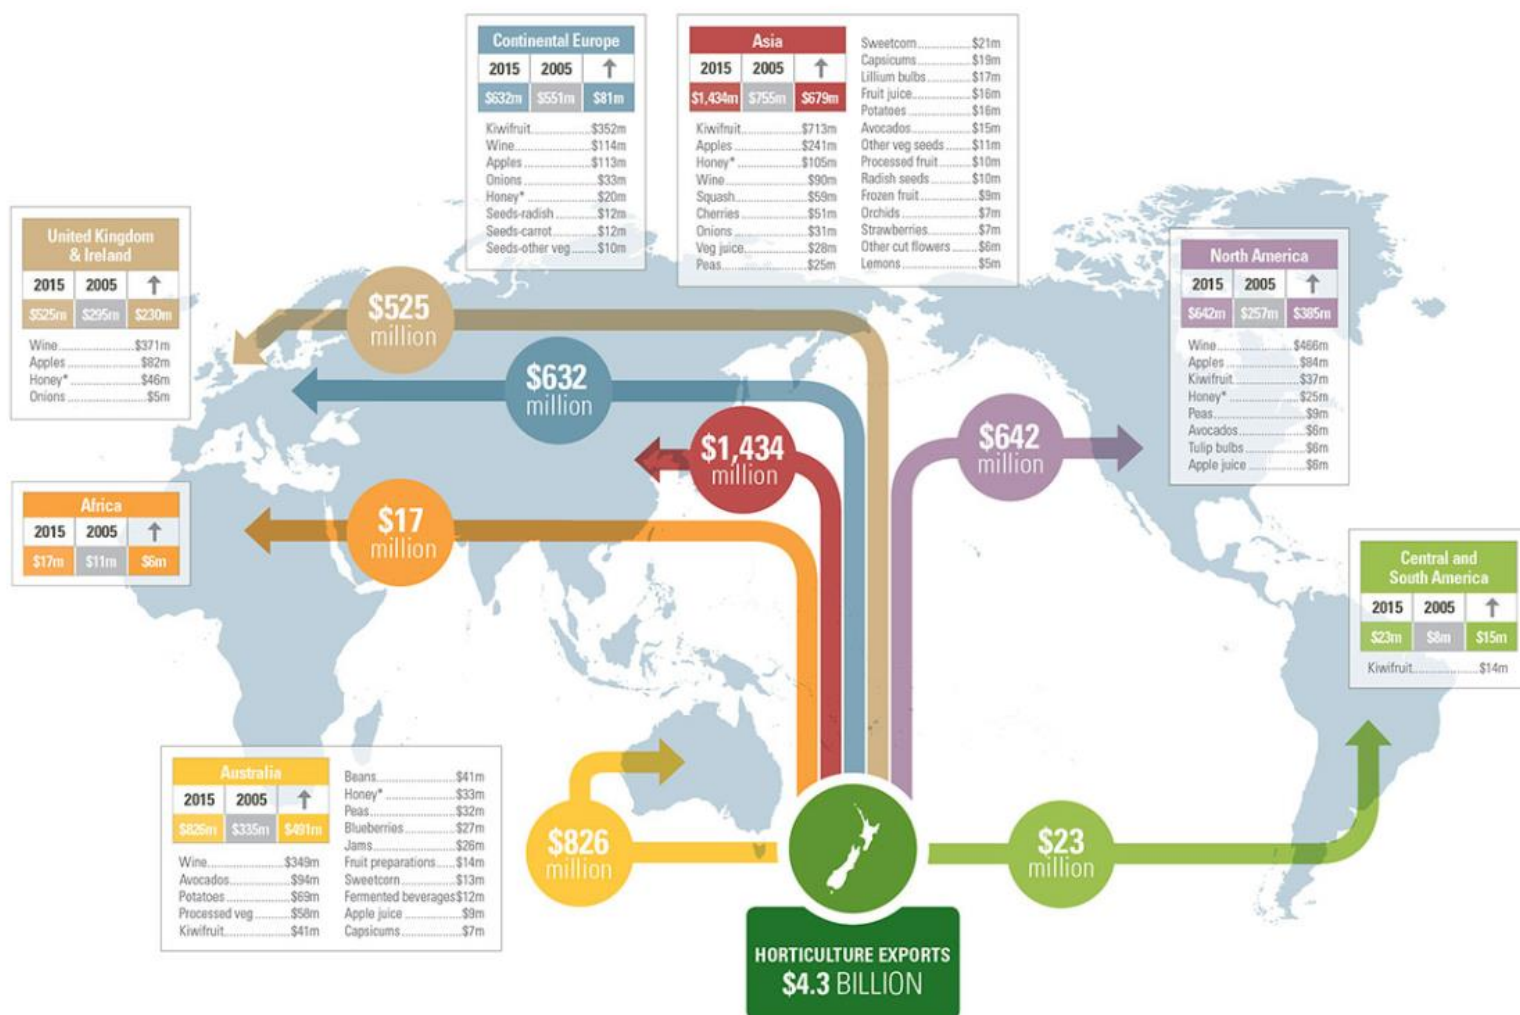 Continental Europe
2015 2005 ↑
$632m $551m $81m
Kiwifruit $352m
Wine $114m
Apples $113m
Onions $33m
Honey* $20m
Seeds-radish $12m
Seeds-carrot $12m
Seeds-other veg $10m
Asia
2015 2005 ↑
$1,434m $755m $679m
Kiwifruit $713m
Apples $241m
Honey* $105m
Wine $90m
Squash $59m
Cherries $51m
Onions $31m
Veg juice $28m
Peas $25m
Sweetcorn $21m
Capsicums $19m
Lillium bulbs $17m
Fruit juice $16m
Potatoes $16m
Avocados $15m
Other veg seeds $11m
Processed fruit $10m
Radish seeds $10m
Frozen fruit $9m
Orchids $7m
Strawberries $7m
Other cut flowers $6m
Lemons $5m
United Kingdom
& Ireland
2015 2005 ↑
$525m $295m $230m
Wine $371m
Apples $82m
Honey* $46m
Onions $5m
North America
2015 2005 ↑
$642m $257m $385m
Wine $466m
Apples $84m
Kiwifruit $37m
Honey* $25m
Peas $9m
Avocados $6m
Tulip bulbs $6m
Apple juice $6m
$525
million
$632
million
$1,434
million
$642
million
$17
million
Africa
2015 2005 ↑
$17m $11m $6m
Central and
South America
2015 2005 ↑
$23m $8m $15m
Kiwifruit $14m
Australia
2015 2005 ↑
$826m $335m $491m
Wine $349m
Avocados $94m
Potatoes $69m
Processed veg $58m
Kiwifruit $41m
Beans $41m
Honey* $33m
Peas $32m
Blueberries $27m
Jams $26m
Fruit preparations $14m
Sweetcorn $13m
Fermented beverages $12m
Apple juice $9m
Capsicums $7m
$826
million
$23
million
HORTICULTURE EXPORTS
$4.3 BILLION